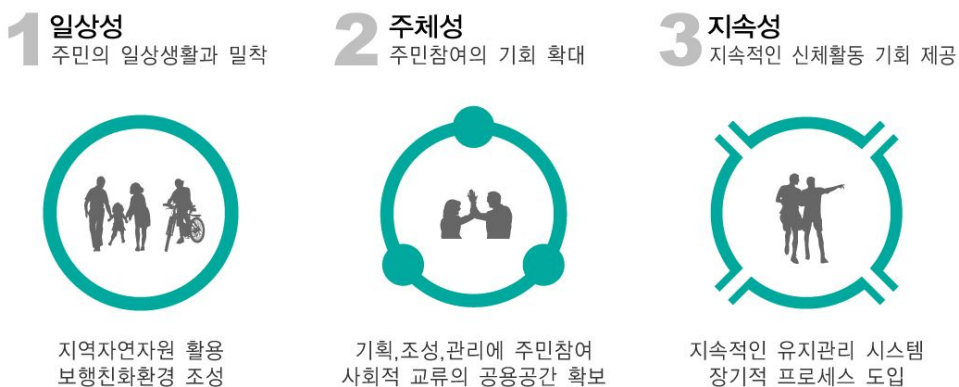 1 일상성
주민의 일상생활과 밀착
2 주체성
주민참여의 기회 확대
3 지속성
지속적인 신체활동 기회 제공
지역자연자원 활용
보행친화환경 조성
기획,조성,관리에 주민참여
사회적 교류의 공용공간 확보
지속적인 유지관리 시스템
장기적 프로세스 도입